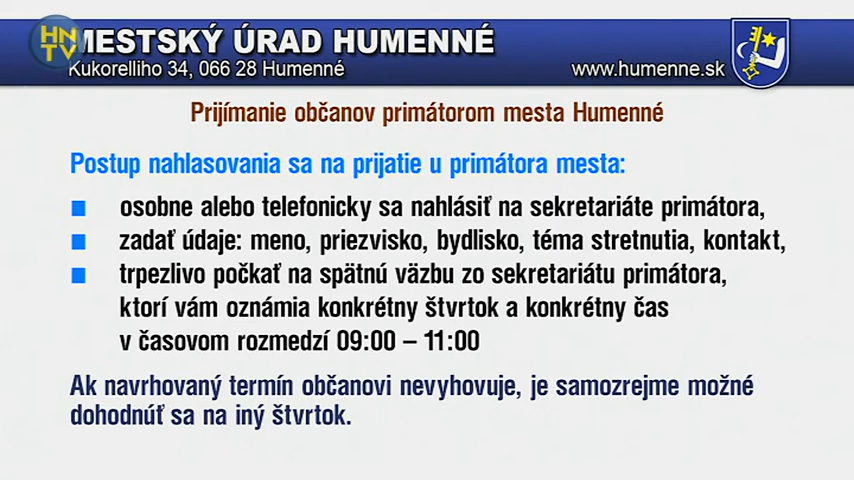 HN
TV
MESTSKÝ ÚRAD HUMENNÉ
Kukorelliho 34, 066 28 Humenné
www.humenne.sk
Prijímanie občanov primátorom mesta Humenné
Postup nahlasovania sa na prijatie u primátora mesta:
osobne alebo telefonicky sa nahlásiť na sekretariáte primátora,
zadať údaje: meno, priezvisko, bydlisko, téma stretnutia, kontakt,
trpezlivo počkať na spätnú väzbu zo sekretariátu primátora,
ktorí vám oznámia konkrétny štvrtok a konkrétny čas
v časovom rozmedzí 09:00 – 11:00
Ak navrhovaný termín občanovi nevyhovuje, je samozrejme možné
dohodnúť sa na iný štvrtok.